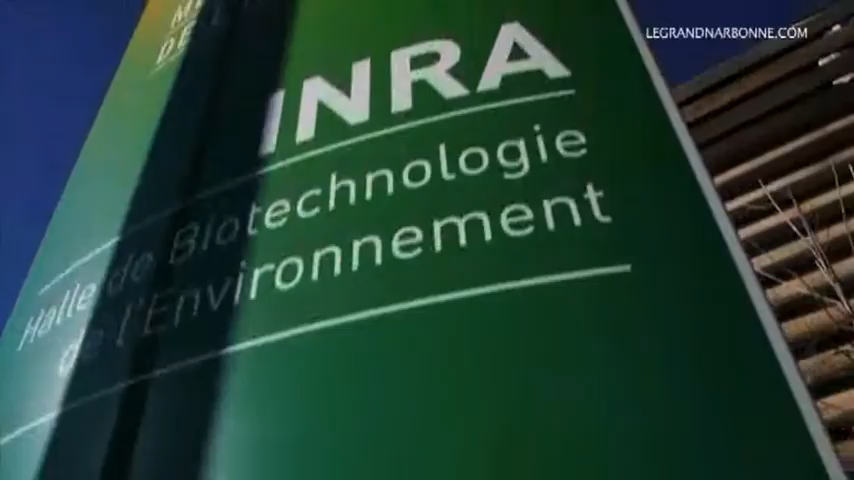 LEGRANDNARBONNE.COM
INRA
Halle de Biotechnologie
de l'Environnement